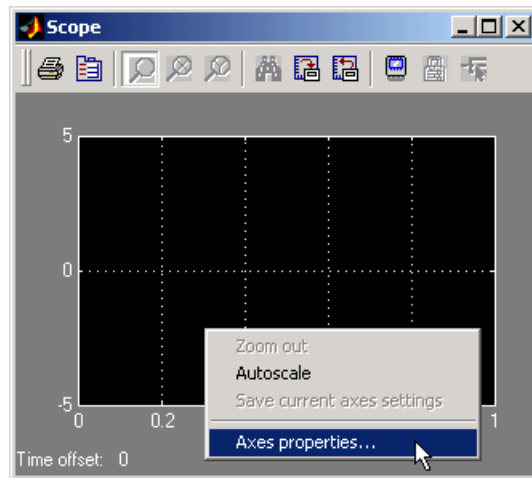 Scope
5
0
Zoom out
Autoscale
Save current axes settings
-5
0
0.2
1
Axes properties...
Time offset: 0